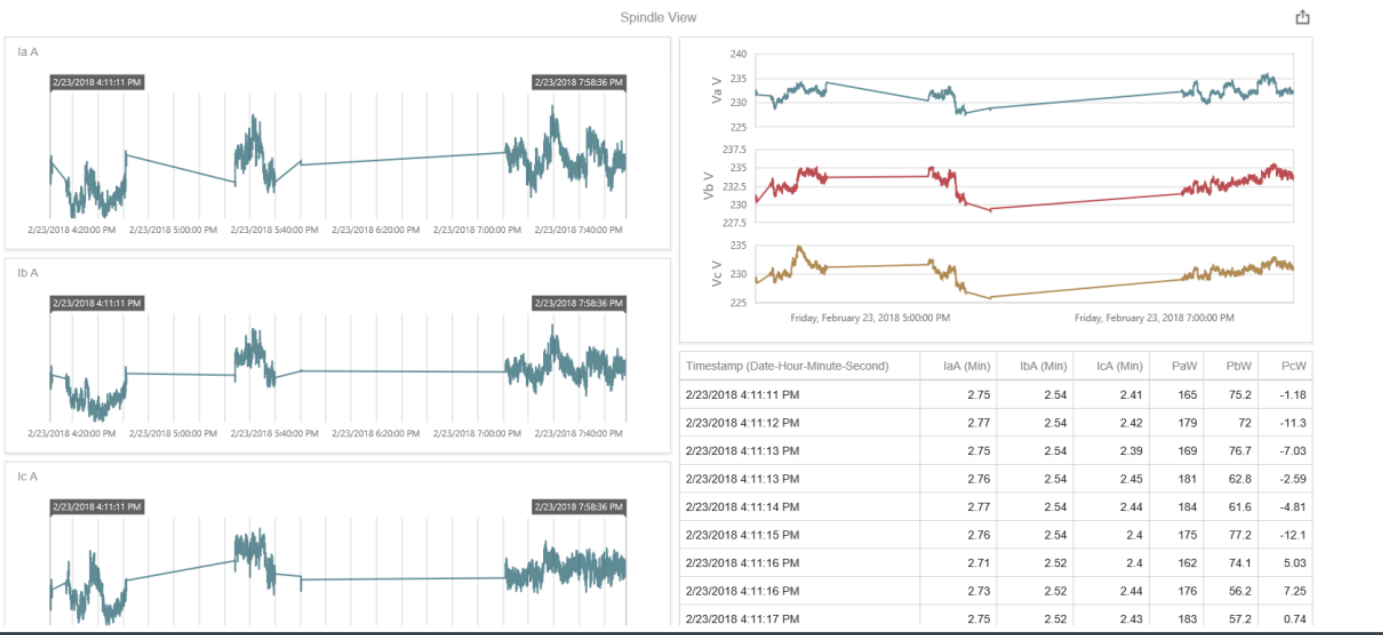 Spindle View
Ia A
2/23/2018 4:11:11 PM 2/23/2018 7:58:36 PM
2/23/2018 4:20:00 PM 2/23/2018 5:00:00 PM 2/23/2018 5:40:00 PM 2/23/2018 6:20:00 PM 2/23/2018 7:00:00 PM 2/23/2018 7:40:00 PM
Ib A
2/23/2018 4:11:11 PM 2/23/2018 7:58:36 PM
2/23/2018 4:20:00 PM 2/23/2018 5:00:00 PM 2/23/2018 5:40:00 PM 2/23/2018 6:20:00 PM 2/23/2018 7:00:00 PM 2/23/2018 7:40:00 PM
Ic A
2/23/2018 4:11:11 PM 2/23/2018 7:58:36 PM
Va V
240
235
230
225
Vb V
237.5
235
232.5
230
227.5
Vc V
235
230
225
Friday, February 23, 2018 5:00:00 PM Friday, February 23, 2018 7:00:00 PM
Timestamp (Date-Hour-Minute-Second) IaA (Min) IbA (Min) IcA (Min) PaW PbW PcW
2/23/2018 4:11:11 PM 2.75 2.54 2.41 165 75.2 -1.18
2/23/2018 4:11:12 PM 2.77 2.54 2.42 179 72 -11.3
2/23/2018 4:11:13 PM 2.75 2.54 2.39 169 76.7 -7.03
2/23/2018 4:11:13 PM 2.76 2.54 2.45 181 62.8 -2.59
2/23/2018 4:11:14 PM 2.77 2.54 2.44 184 61.6 -4.81
2/23/2018 4:11:15 PM 2.76 2.54 2.4 175 77.2 -12.1
2/23/2018 4:11:16 PM 2.71 2.52 2.4 162 74.1 5.03
2/23/2018 4:11:16 PM 2.73 2.52 2.44 176 56.2 7.25
2/23/2018 4:11:17 PM 2.75 2.52 2.43 183 57.2 0.74